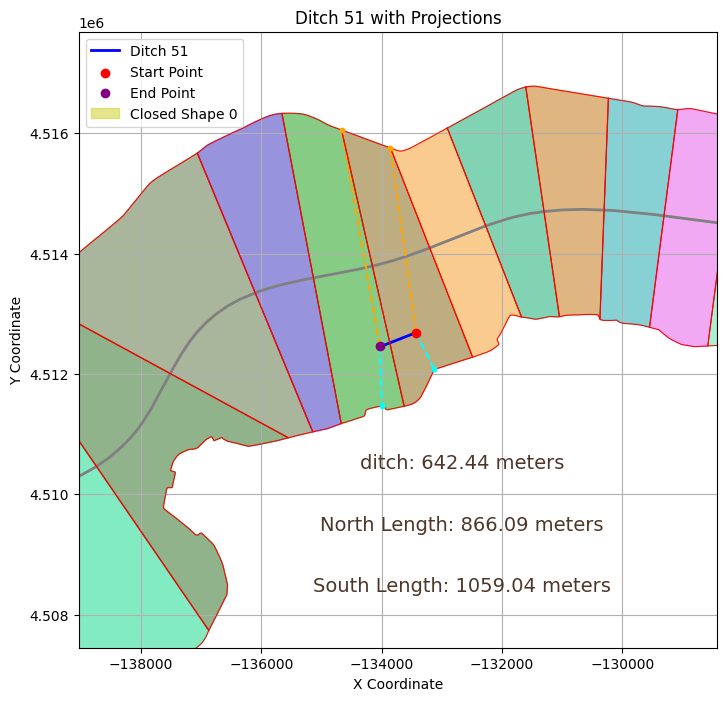 Ditch 51 with Projections
1e6
Ditch 51
Start Point
End Point
Closed Shape 0
4.516
4.514
4.512
4.510
4.508
Y Coordinate
ditch: 642.44 meters
North Length: 866.09 meters
South Length: 1059.04 meters
−138000 −136000 −134000 −132000 −130000
X Coordinate